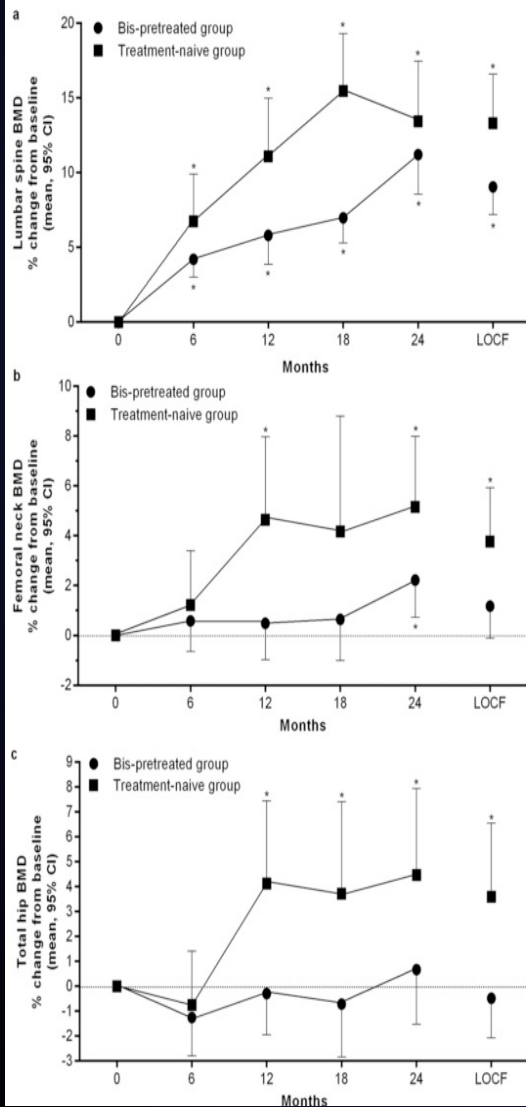 a
Bis-pretreated group
Treatment-naive group
Lumbar spine BMD
% change from baseline
(mean, 95% CI)
20
15
10
5
0
* * * * *
* * * * *
0 6 12 18 24 LOCF
Months
b
Bis-pretreated group
Treatment-naive group
Femoral neck BMD
% change from baseline
(mean, 95% CI)
10
8
6
4
2
0
-2
* * *
*
0 6 12 18 24 LOCF
Months
c
Bis-pretreated group
Treatment-naive group
Total hip BMD
% change from baseline
(mean, 95% CI)
9
8
7
6
5
4
3
2
1
0
-1
-2
-3
* * * *
0 6 12 18 24 LOCF
Months